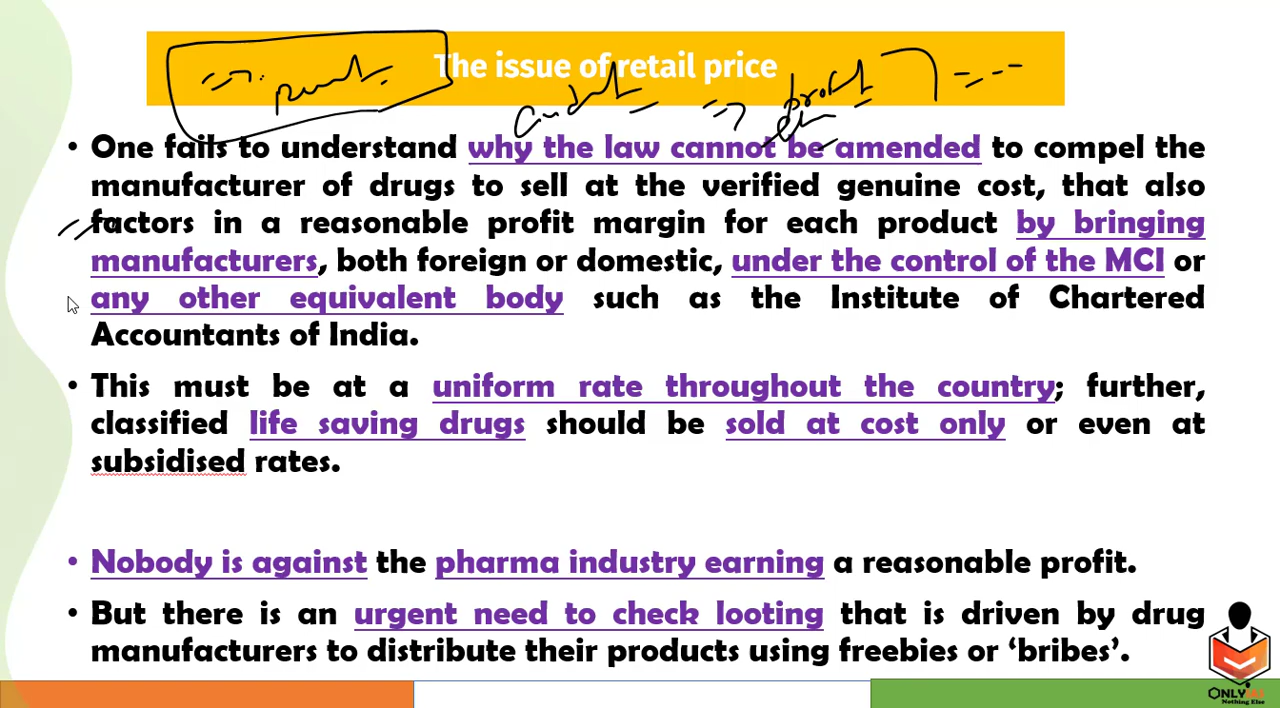 The issue of retail price
• One fails to understand why the law cannot be amended to compel the
manufacturer of drugs to sell at the verified genuine cost, that also
factors in a reasonable profit margin for each product by bringing
manufacturers, both foreign or domestic, under the control of the MCI or
any other equivalent body such as the Institute of Chartered
Accountants of India.
• This must be at a uniform rate throughout the country; further,
classified life saving drugs should be sold at cost only or even at
subsidised rates.
• Nobody is against the pharma industry earning a reasonable profit.
• But there is an urgent need to check looting that is driven by drug
manufacturers to distribute their products using freebies or ‘bribes’.
ONLYIAS
Nothing Else